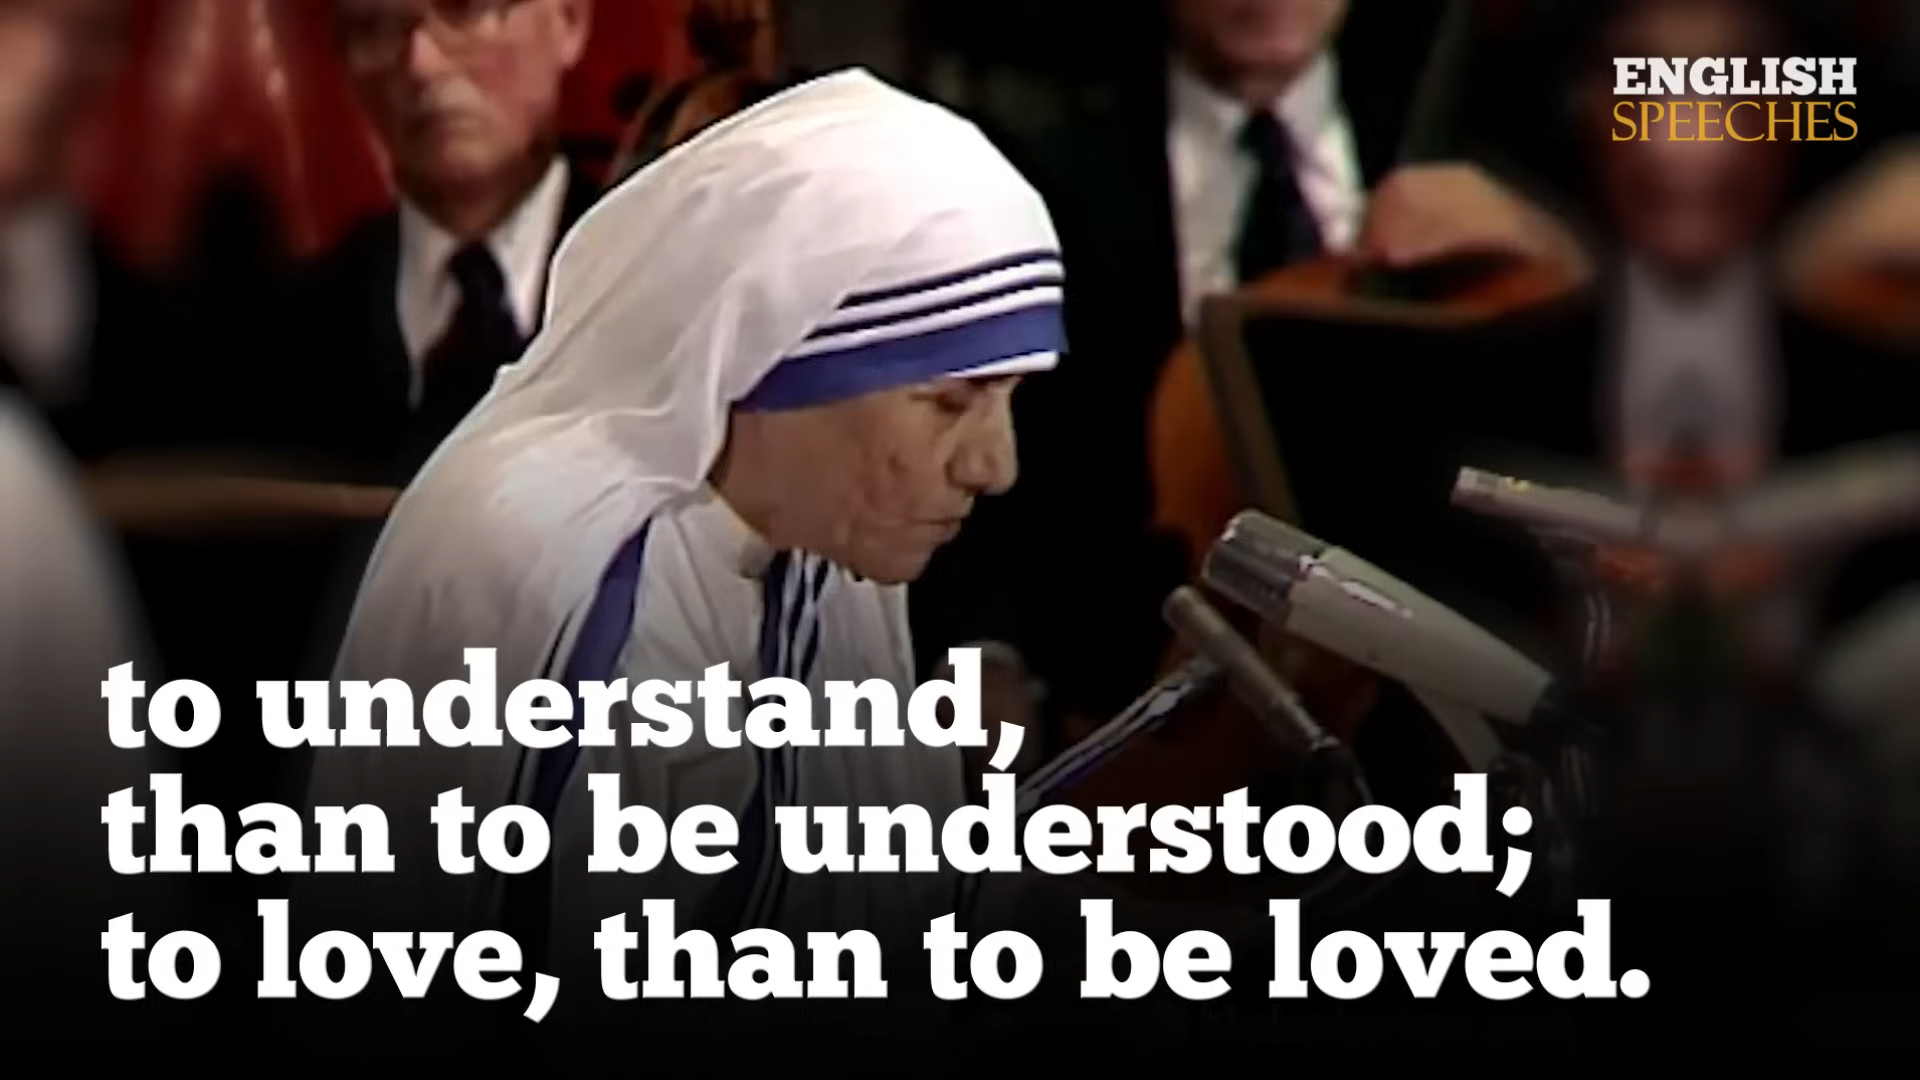 ENGLISH
SPEECHES
to understand,
than to be understood;
to love, than to be loved.